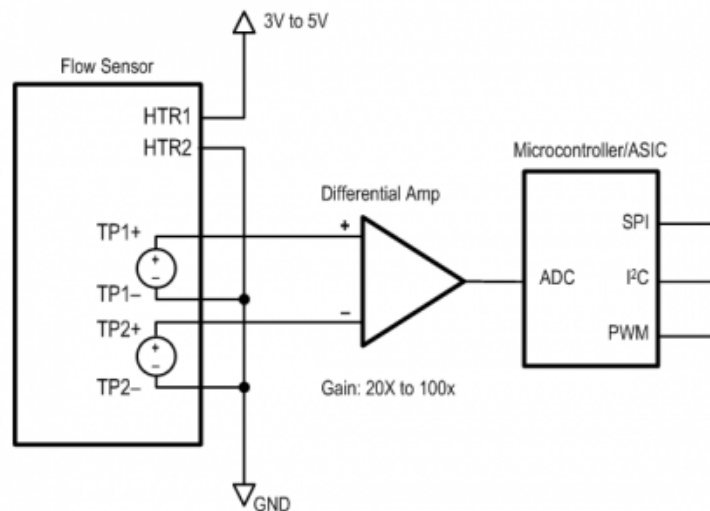 3V to 5V
Flow Sensor
HTR1
HTR2
Microcontroller/ASIC
Differential Amp
SPI
TP1+
+
+
–
ADC
I²C
TP1–
TP2+
–
PWM
+
–
TP2–
Gain: 20X to 100x
GND